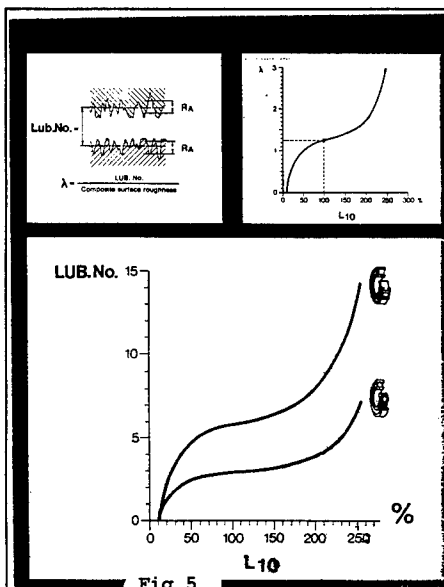 RA
Lub.No.-
RA
λ = LUB. No.
Composite surface roughness
λ
3
2
1
0
0 50 100 150 200 250 300 %
L10
LUB.No.
15
10
5
0
0 50 100 150 200 250
%
L10
Fig 5